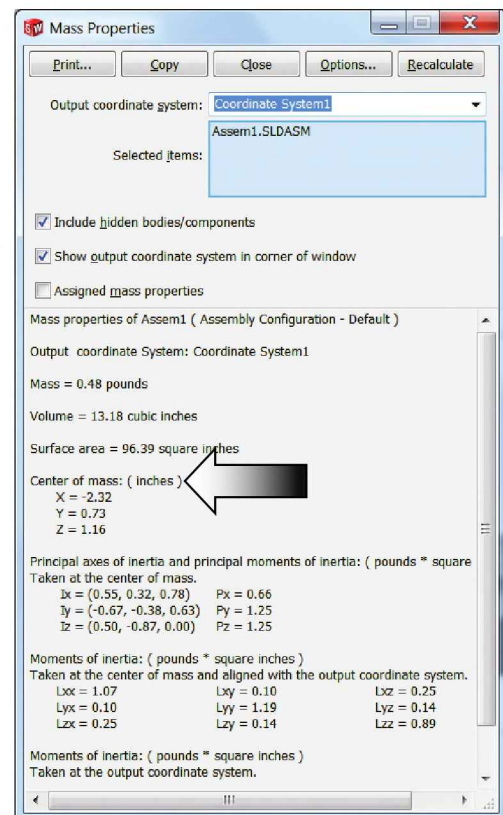 SW Mass Properties
Print... Copy Close Options... Recalculate
Output coordinate system: Coordinate System1
Assem1.SLDASM
Selected items:
Include hidden bodies/components
Show output coordinate system in corner of window
Assigned mass properties
Mass properties of Assem1 ( Assembly Configuration - Default )
Output coordinate System: Coordinate System1
Mass = 0.48 pounds
Volume = 13.18 cubic inches
Surface area = 96.39 square inches
Center of mass: ( inches )
X = -2.32
Y = 0.73
Z = 1.16
Principal axes of inertia and principal moments of inertia: ( pounds * square
Taken at the center of mass.
Ix = (0.55, 0.32, 0.78) Px = 0.66
Iy = (-0.67, -0.38, 0.63) Py = 1.25
Iz = (0.50, -0.87, 0.00) Pz = 1.25
Moments of inertia: ( pounds * square inches )
Taken at the center of mass and aligned with the output coordinate system.
Lxx = 1.07 Lxy = 0.10 Lxz = 0.25
Lyx = 0.10 Lyy = 1.19 Lyz = 0.14
Lzx = 0.25 Lzy = 0.14 Lzz = 0.89
Moments of inertia: ( pounds * square inches )
Taken at the output coordinate system.